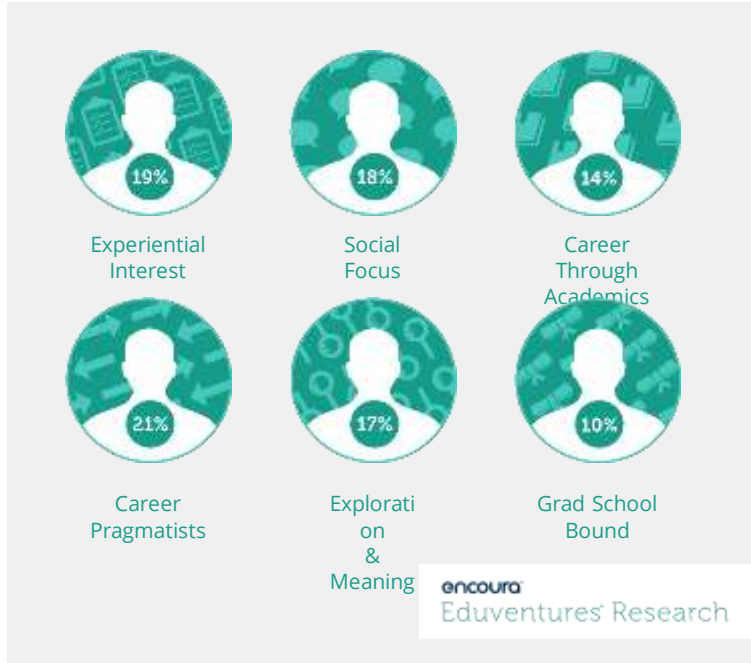 19%
18%
14%
Experiential
Interest
Social
Focus
Career
Through
Academics
21%
17%
10%
Career
Pragmatists
Explorati
on
&
Meaning
Grad School
Bound
encoura
Eduventures Research